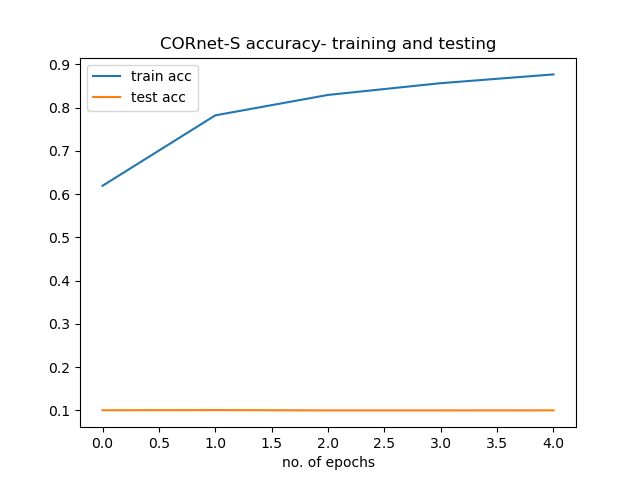 CORnet-S accuracy- training and testing
train acc
test acc
0.9
0.8
0.7
0.6
0.5
0.4
0.3
0.2
0.1
0.0 0.5 1.0 1.5 2.0 2.5 3.0 3.5 4.0
no. of epochs